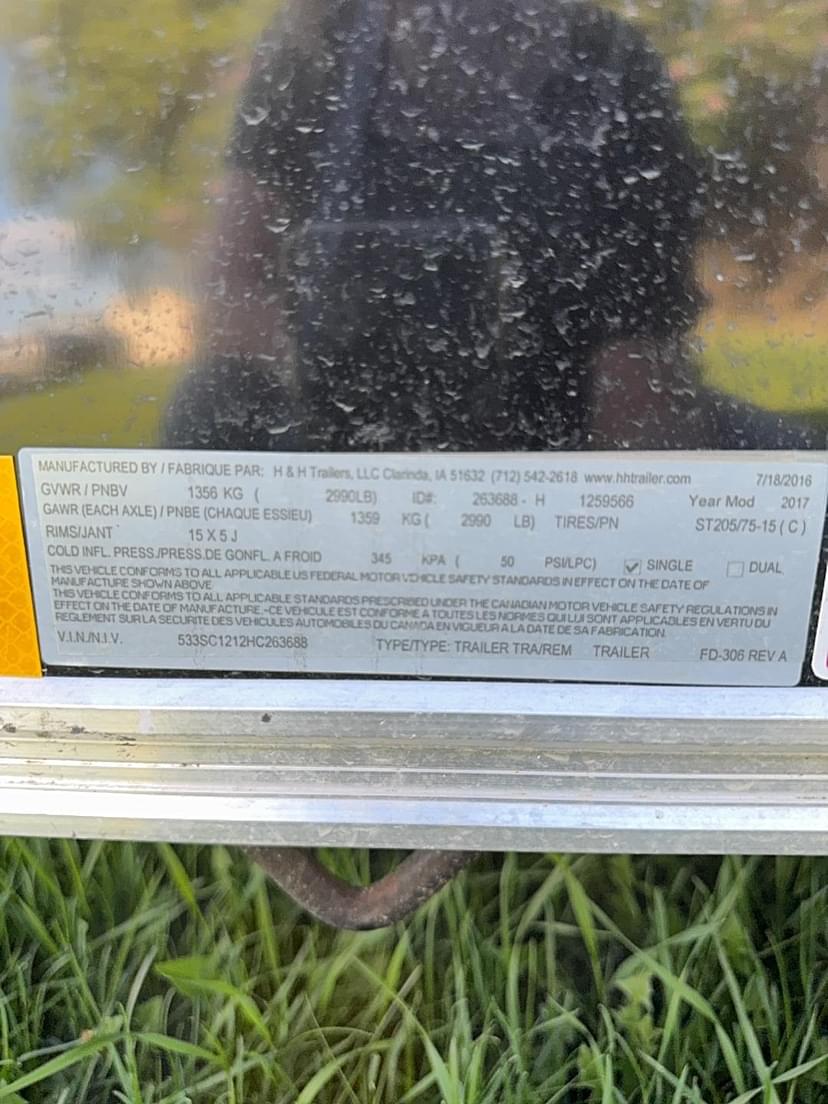 MANUFACTURED BY / FABRIQUE PAR: H & H Trailers, LLC Clarinda, IA 51632 (712) 542-2618 www.hhtrailer.com 7/18/2016
GVWR / PNBV 1356 KG ( 2990LB) ID#: 263688 - H 1259566 Year Mod 2017
GAWR (EACH AXLE) / PNBE (CHAQUE ESSIEU) 1359 KG ( 2990 LB) TIRES/PN ST205/75-15 ( C )
RIMS/JANT 15 X 5 J
COLD INFL. PRESS./PRESS.DE GONFL. A FROID 345 KPA ( 50 PSI/LPC) SINGLE DUAL
THIS VEHICLE CONFORMS TO ALL APPLICABLE US FEDERAL MOTOR VEHICLE SAFETY STANDARDS IN EFFECT ON THE DATE OF
MANUFACTURE SHOWN ABOVE
THIS VEHICLE CONFORMS TO ALL APPLICABLE STANDARDS PRESCRIBED UNDER THE CANADIAN MOTOR VEHICLE SAFETY REGULATIONS IN
EFFECT ON THE DATE OF MANUFACTURE.-CE VEHICULE EST CONFORME A TOUTES LES NORMES QUI LUI SONT APPLICABLES EN VERTU DU
REGLEMENT SUR LA SECURITE DES VEHICULES AUTOMOBILES DU CANADA EN VIGUEUR A LA DATE DE SA FABRICATION.
V.I.N./N.I.V. 533SC1212HC263688 TYPE/TYPE: TRAILER TRA/REM TRAILER FD-306 REV A